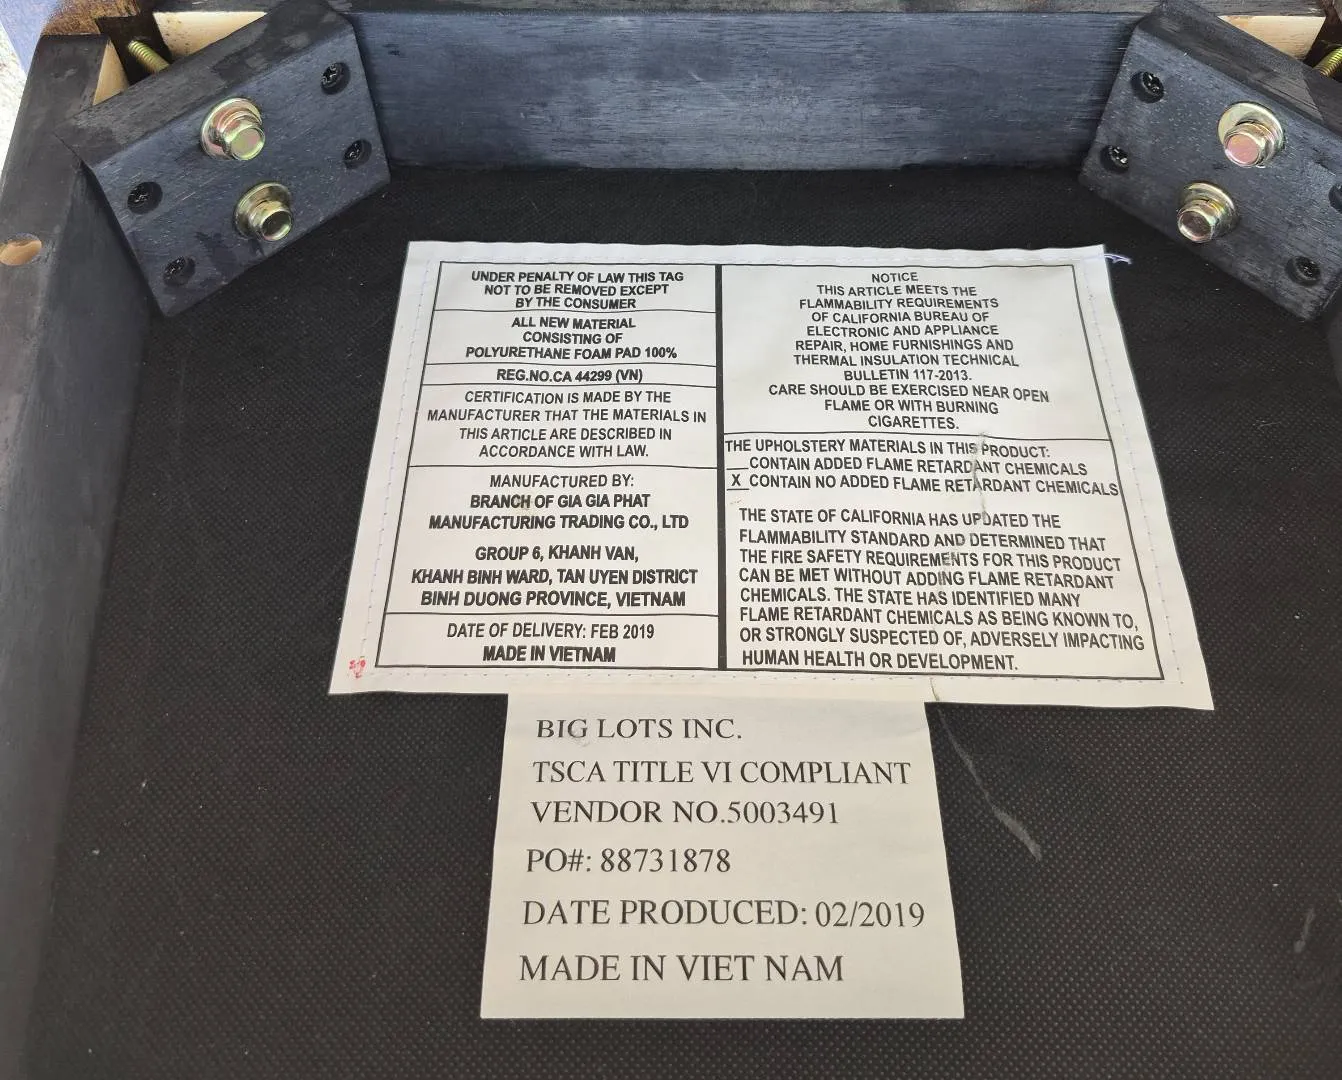 UNDER PENALTY OF LAW THIS TAG
NOT TO BE REMOVED EXCEPT
BY THE CONSUMER
ALL NEW MATERIAL
CONSISTING OF
POLYURETHANE FOAM PAD 100%
REG.NO.CA 44299 (VN)
CERTIFICATION IS MADE BY THE
MANUFACTURER THAT THE MATERIALS IN
THIS ARTICLE ARE DESCRIBED IN
ACCORDANCE WITH LAW.
MANUFACTURED BY:
BRANCH OF GIA GIA PHAT
MANUFACTURING TRADING CO., LTD
GROUP 6, KHANH VAN,
KHANH BINH WARD, TAN UYEN DISTRICT
BINH DUONG PROVINCE, VIETNAM
DATE OF DELIVERY: FEB 2019
MADE IN VIETNAM
NOTICE
THIS ARTICLE MEETS THE
FLAMMABILITY REQUIREMENTS
OF CALIFORNIA BUREAU OF
ELECTRONIC AND APPLIANCE
REPAIR, HOME FURNISHINGS AND
THERMAL INSULATION TECHNICAL
BULLETIN 117-2013.
CARE SHOULD BE EXERCISED NEAR OPEN
FLAME OR WITH BURNING
CIGARETTES.
THE UPHOLSTERY MATERIALS IN THIS PRODUCT:
__CONTAIN ADDED FLAME RETARDANT CHEMICALS
X CONTAIN NO ADDED FLAME RETARDANT CHEMICALS
THE STATE OF CALIFORNIA HAS UPDATED THE
FLAMMABILITY STANDARD AND DETERMINED THAT
THE FIRE SAFETY REQUIREMENTS FOR THIS PRODUCT
CAN BE MET WITHOUT ADDING FLAME RETARDANT
CHEMICALS. THE STATE HAS IDENTIFIED MANY
FLAME RETARDANT CHEMICALS AS BEING KNOWN TO,
OR STRONGLY SUSPECTED OF, ADVERSELY IMPACTING
HUMAN HEALTH OR DEVELOPMENT.
BIG LOTS INC.
TSCA TITLE VI COMPLIANT
VENDOR NO.5003491
PO#: 88731878
DATE PRODUCED: 02/2019
MADE IN VIET NAM